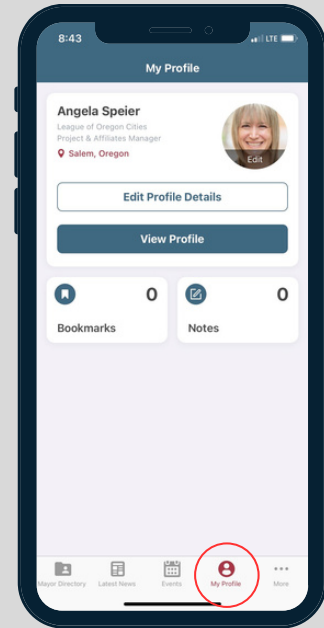 8:43
LTE
My Profile
Angela Speier
League of Oregon Cities
Project & Affiliates Manager
Salem, Oregon
Edit
Edit Profile Details
View Profile
0
0
Bookmarks
Notes
Mayor Directory
Latest News
Events
My Profile
More